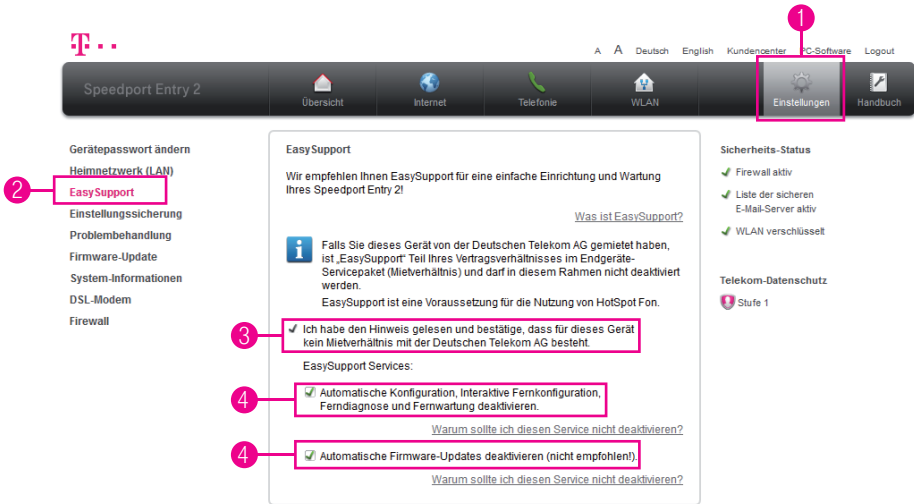 1
T · ·
A A Deutsch English Kundencenter PC-Software Logout
Speedport Entry 2
Übersicht
Internet
Telefonie
WLAN
Einstellungen
Handbuch
Gerätepasswort ändern
Heimnetzwerk (LAN)
2
EasySupport
Einstellungssicherung
Problembehandlung
Firmware-Update
System-Informationen
DSL-Modem
Firewall
EasySupport
Wir empfehlen Ihnen EasySupport für eine einfache Einrichtung und Wartung
Ihres Speedport Entry 2!
Was ist EasySupport?
i
Falls Sie dieses Gerät von der Deutschen Telekom AG gemietet haben,
ist „EasySupport" Teil Ihres Vertragsverhältnisses im Endgeräte-
Servicepaket (Mietverhältnis) und darf in diesem Rahmen nicht deaktiviert
werden.
EasySupport ist eine Voraussetzung für die Nutzung von HotSpot Fon.
3
Ich habe den Hinweis gelesen und bestätige, dass für dieses Gerät
kein Mietverhältnis mit der Deutschen Telekom AG besteht.
EasySupport Services:
4
Automatische Konfiguration, Interaktive Fernkonfiguration,
Ferndiagnose und Fernwartung deaktivieren.
Warum sollte ich diesen Service nicht deaktivieren?
4
Automatische Firmware-Updates deaktivieren (nicht empfohlen!).
Warum sollte ich diesen Service nicht deaktivieren?
Sicherheits-Status
Firewall aktiv
Liste der sicheren
E-Mail-Server aktiv
WLAN verschlüsselt
Telekom-Datenschutz
Stufe 1